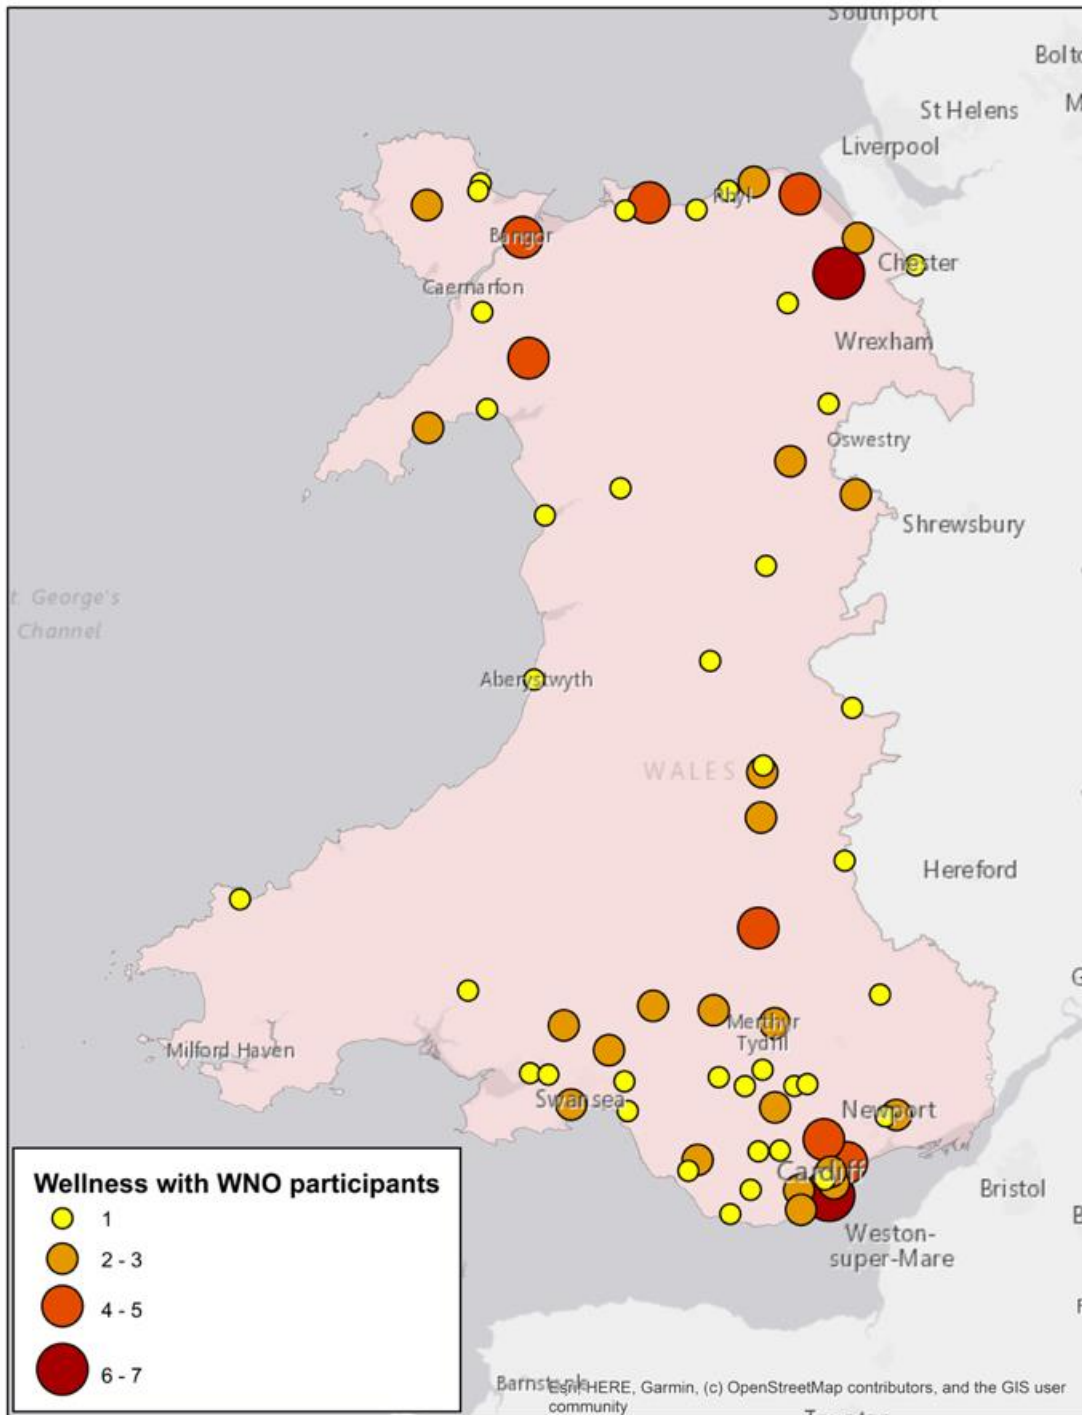 Southport
St Helens
Liverpool
Rhyl
Bangor
Chester
Caernarfon
Wrexham
Oswestry
Shrewsbury
t. George's
Channel
Aberystwyth
WALES
Hereford
Merthyr
Tydfil
Milford Haven
Swansea
Newport
Cardiff
Bristol
Weston-
super-Mare
Wellness with WNO participants
1
2 - 3
4 - 5
6 - 7
Esri, HERE, Garmin, (c) OpenStreetMap contributors, and the GIS user
community